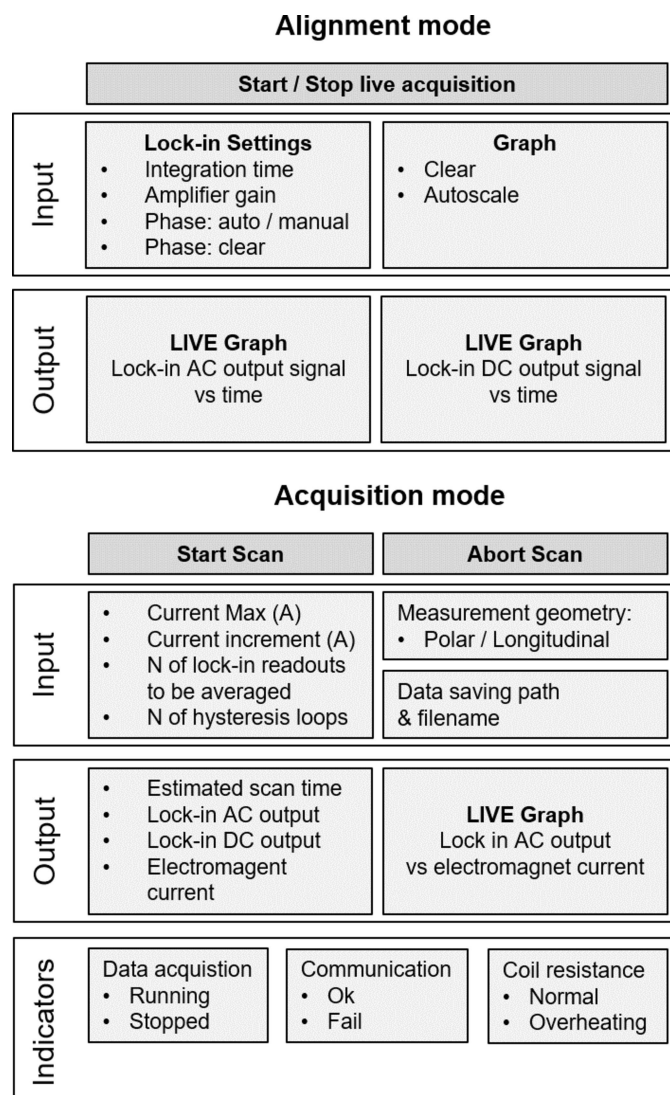 Alignment mode
Start / Stop live acquisition
Input
Lock-in Settings
• Integration time
• Amplifier gain
• Phase: auto / manual
• Phase: clear
Graph
• Clear
• Autoscale
Output
LIVE Graph
Lock-in AC output signal
vs time
LIVE Graph
Lock-in DC output signal
vs time
Acquisition mode
Start Scan
Abort Scan
Input
• Current Max (A)
• Current increment (A)
• N of lock-in readouts
to be averaged
• N of hysteresis loops
Measurement geometry:
• Polar / Longitudinal
Data saving path
& filename
Output
• Estimated scan time
• Lock-in AC output
• Lock-in DC output
• Electromagent
current
LIVE Graph
Lock in AC output
vs electromagnet current
Indicators
Data acquistion
• Running
• Stopped
Communication
• Ok
• Fail
Coil resistance
• Normal
• Overheating